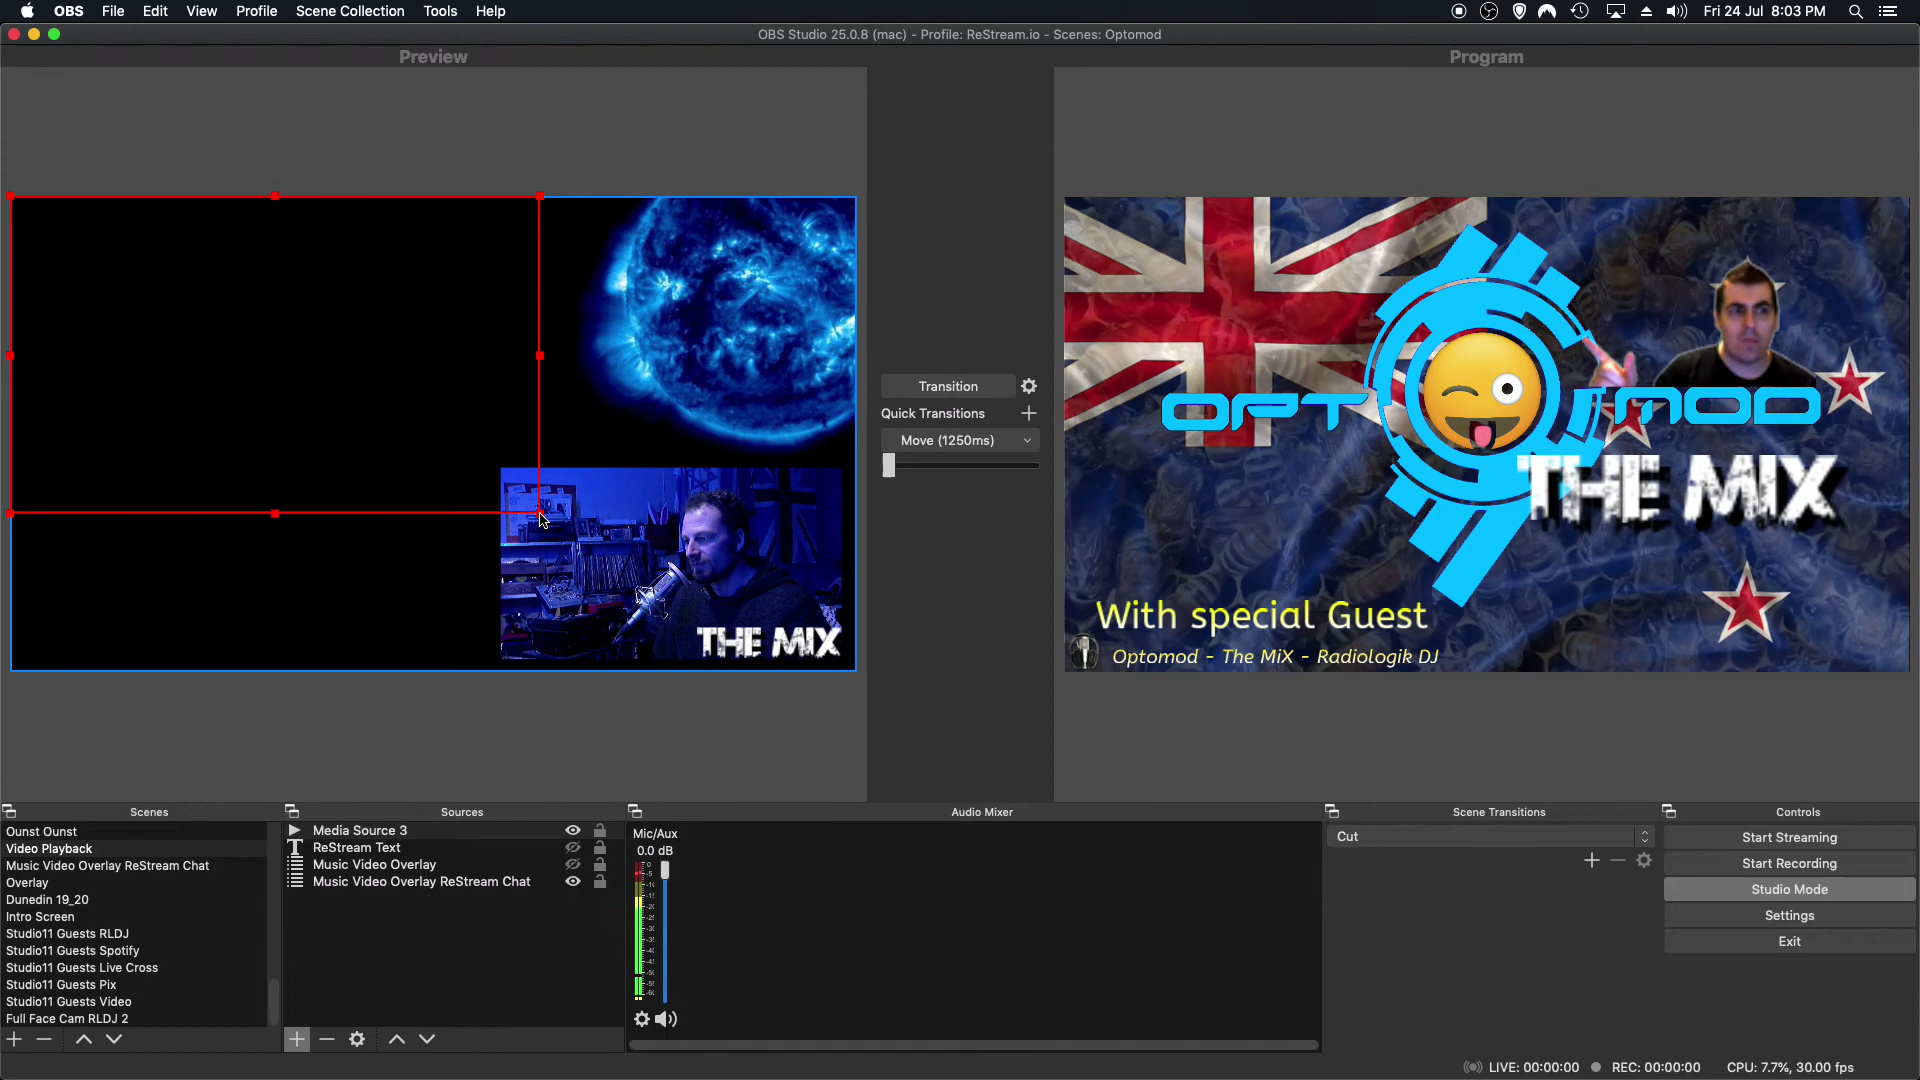 OBS File Edit View Profile Scene Collection Tools Help
Fri 24 Jul 8:03 PM
OBS Studio 25.0.8 (mac) - Profile: ReStream.io - Scenes: Optomod
Preview
Program
THE MIX
Transition
Quick Transitions
Move (1250ms)
OPT MOD
THE MIX
With special Guest
Optomod - The MiX - Radiologik DJ
Scenes
Ounst Ounst
Video Playback
Music Video Overlay ReStream Chat
Overlay
Dunedin 19_20
Intro Screen
Studio11 Guests RLDJ
Studio11 Guests Spotify
Studio11 Guests Live Cross
Studio11 Guests Pix
Studio11 Guests Video
Full Face Cam RLDJ 2
Sources
Media Source 3
ReStream Text
Music Video Overlay
Music Video Overlay ReStream Chat
Audio Mixer
Mic/Aux
0.0 dB
Scene Transitions
Cut
Controls
Start Streaming
Start Recording
Studio Mode
Settings
Exit
LIVE: 00:00:00
REC: 00:00:00
CPU: 7.7%, 30.00 fps